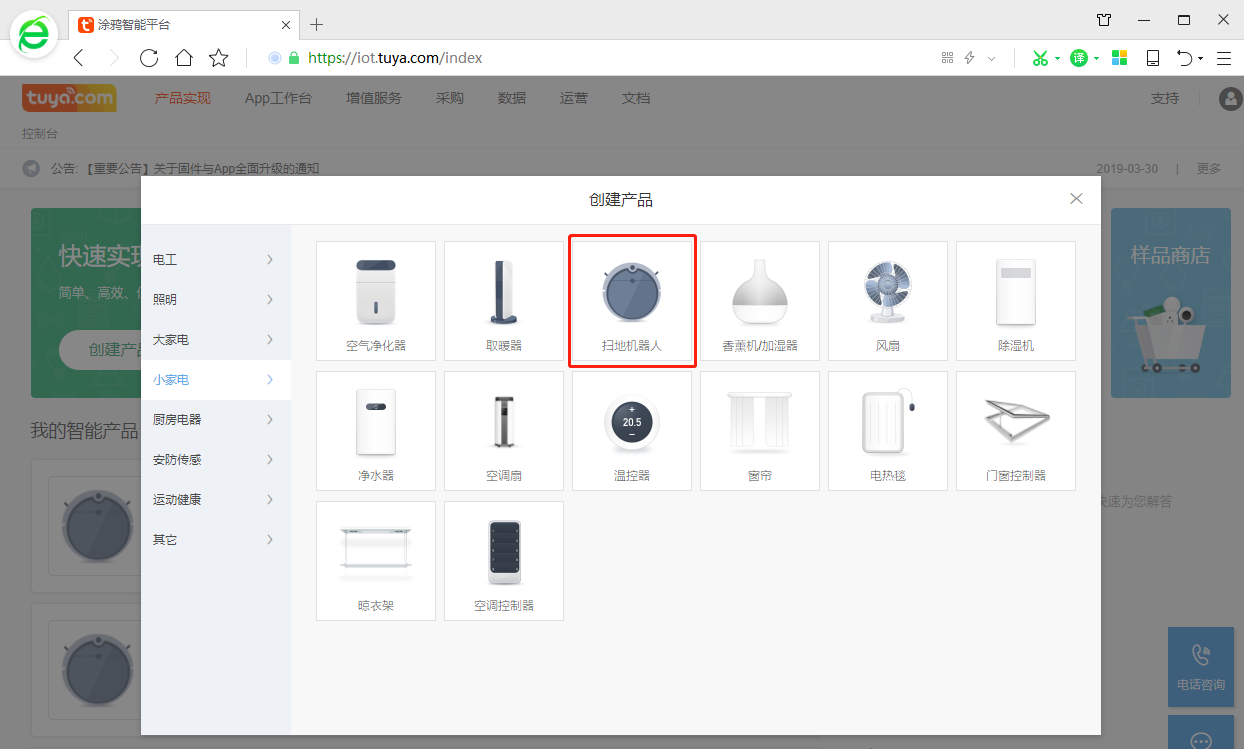 涂鸦智能平台
https://iot.tuya.com/index
译
tuya.com
产品实现
App工作台
增值服务
采购
数据
运营
文档
支持
控制台
公告: 【重要公告】关于固件与App全面升级的通知
2019-03-30 | 更多
创建产品
快速实现
简单、高效、
创建产品
样品商店
电工
照明
大家电
小家电
厨房电器
安防传感
运动健康
其它
空气净化器
取暖器
扫地机器人
香薰机/加湿器
风扇
除湿机
20.5
净水器
空调扇
温控器
窗帘
电热毯
门窗控制器
晾衣架
空调控制器
我的智能产品
快速为您解答
电话咨询